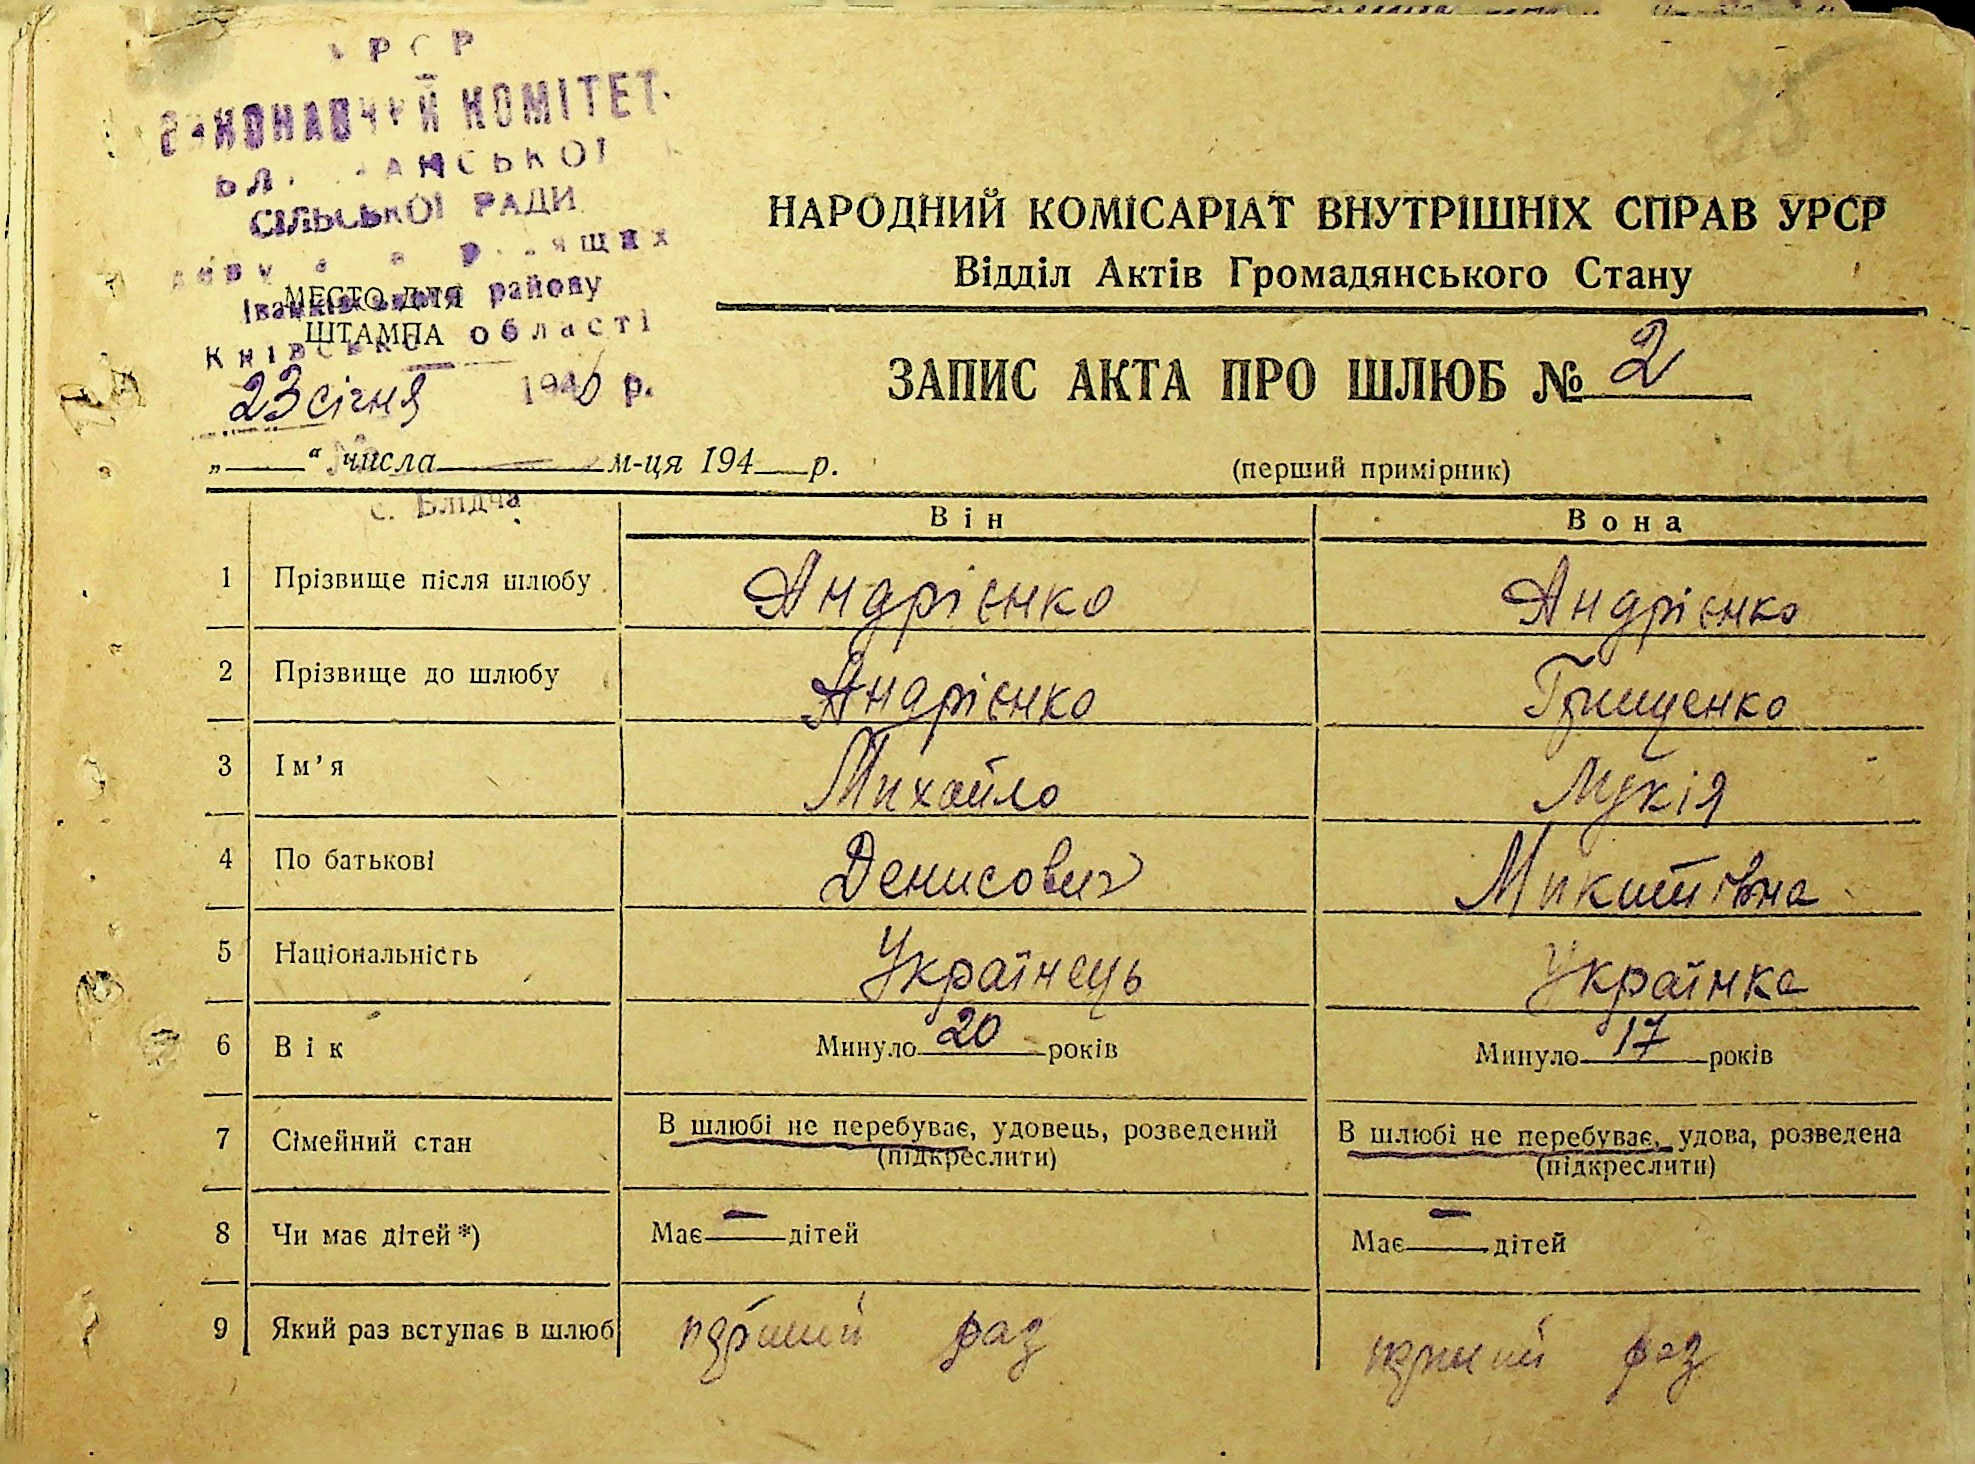 УРСР
ВИКОНАВЧИЙ КОМІТЕТ
СІЛЬСЬКОЇ РАДИ
Іванківського району
Київської області
МЕСТО ДЛЯ
ШТАМПА
23 січня 1940 р.
„ “ числа м-ця 194 р.
с. Блідча
НАРОДНИЙ КОМІСАРІАТ ВНУТРІШНІХ СПРАВ УРСР
Відділ Актів Громадянського Стану
ЗАПИС АКТА ПРО ШЛЮБ № 2
(перший примірник)
Він Вона
1 Прізвище після шлюбу Андрієнко Андрієнко
2 Прізвище до шлюбу Андрієнко Грищенко
3 Ім’я Михайло Лукія
4 По батькові Денисович Микитівна
5 Національність Українець Українка
6 Вік Минуло 20 років Минуло 17 років
7 Сімейний стан В шлюбі не перебуває, удовець, розведений В шлюбі не перебуває, удова, розведена
(підкреслити) (підкреслити)
8 Чи має дітей *) Має — дітей Має — дітей
9 Який раз вступає в шлюб перший раз перший раз